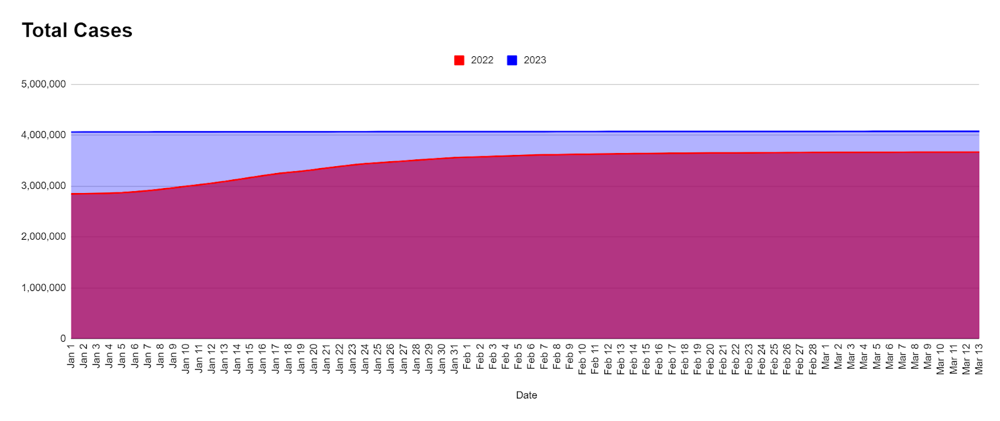 Total Cases
2022 2023
5,000,000
4,000,000
3,000,000
2,000,000
1,000,000
0
Jan 1
Jan 2
Jan 3
Jan 4
Jan 5
Jan 6
Jan 7
Jan 8
Jan 9
Jan 10
Jan 11
Jan 12
Jan 13
Jan 14
Jan 15
Jan 16
Jan 17
Jan 18
Jan 19
Jan 20
Jan 21
Jan 22
Jan 23
Jan 24
Jan 25
Jan 26
Jan 27
Jan 28
Jan 29
Jan 30
Jan 31
Feb 1
Feb 2
Feb 3
Feb 4
Feb 5
Feb 6
Feb 7
Feb 8
Feb 9
Feb 10
Feb 11
Feb 12
Feb 13
Feb 14
Feb 15
Feb 16
Feb 17
Feb 18
Feb 19
Feb 20
Feb 21
Feb 22
Feb 23
Feb 24
Feb 25
Feb 26
Feb 27
Feb 28
Mar 1
Mar 2
Mar 3
Mar 4
Mar 5
Mar 6
Mar 7
Mar 8
Mar 9
Mar 10
Mar 11
Mar 12
Mar 13
Date